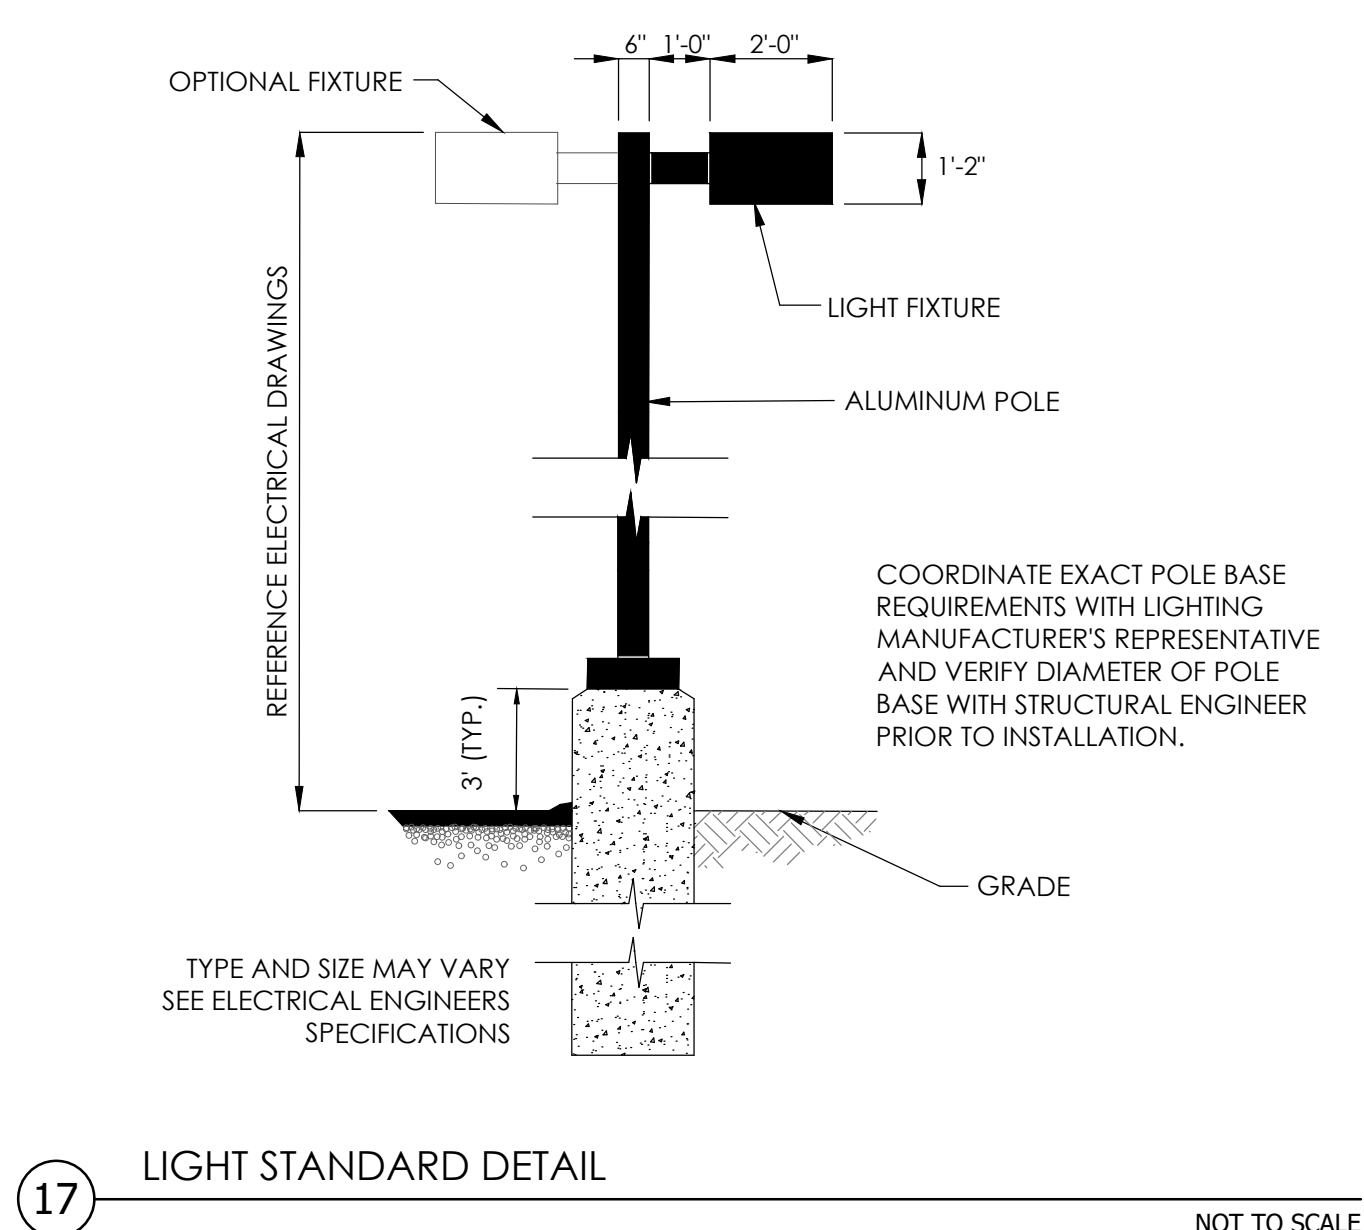 6" 1'-0" 2'-0"
OPTIONAL FIXTURE
1'-2"
LIGHT FIXTURE
REFERENCE ELECTRICAL DRAWINGS
ALUMINUM POLE
COORDINATE EXACT POLE BASE
REQUIREMENTS WITH LIGHTING
MANUFACTURER'S REPRESENTATIVE
AND VERIFY DIAMETER OF POLE
BASE WITH STRUCTURAL ENGINEER
PRIOR TO INSTALLATION.
3' (TYP.)
GRADE
TYPE AND SIZE MAY VARY
SEE ELECTRICAL ENGINEERS
SPECIFICATIONS
17
LIGHT STANDARD DETAIL
NOT TO SCALE